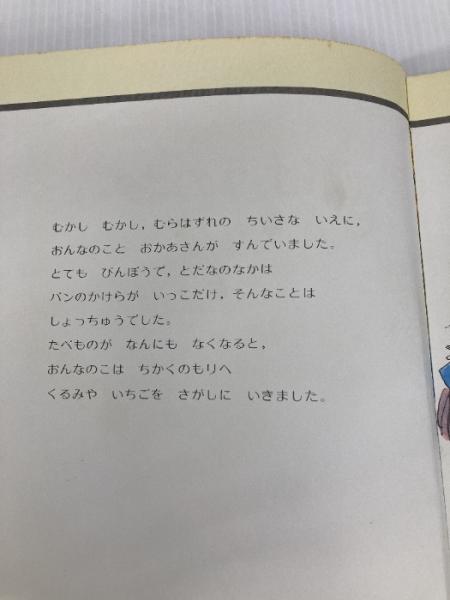 むかし　むかし，むらはずれの　ちいさな　いえに，
おんなのこと　おかあさんが　すんでいました。
とても　びんぼうで，とだなのなかは
パンのかけらが　いっこだけ，そんなことは
しょっちゅうでした。
たべものが　なんにも　なくなると，
おんなのこは　ちかくのもりへ
くるみや　いちごを　さがしに　いきました。